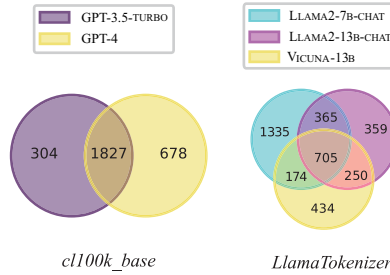 GPT-3.5-TURBO
GPT-4
304
1827
678
cl100k_base
LLAMA2-7B-CHAT
LLAMA2-13B-CHAT
VICUNA-13B
1335
365
359
705
174
250
434
LlamaTokenizer